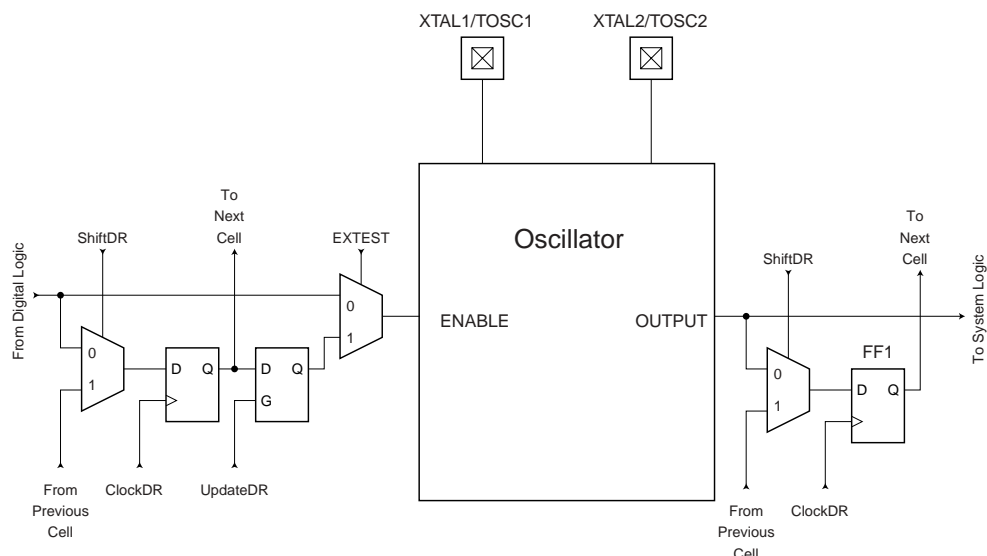 XTAL1/TOSC1
XTAL2/TOSC2
To
Next
Cell
ShiftDR
EXTEST
From Digital Logic
0
1
D Q
D Q
G
0
1
From
Previous
Cell
ClockDR
UpdateDR
Oscillator
ENABLE
OUTPUT
To
Next
Cell
ShiftDR
FF1
To System Logic
0
1
D Q
From
Previous
Cell
ClockDR